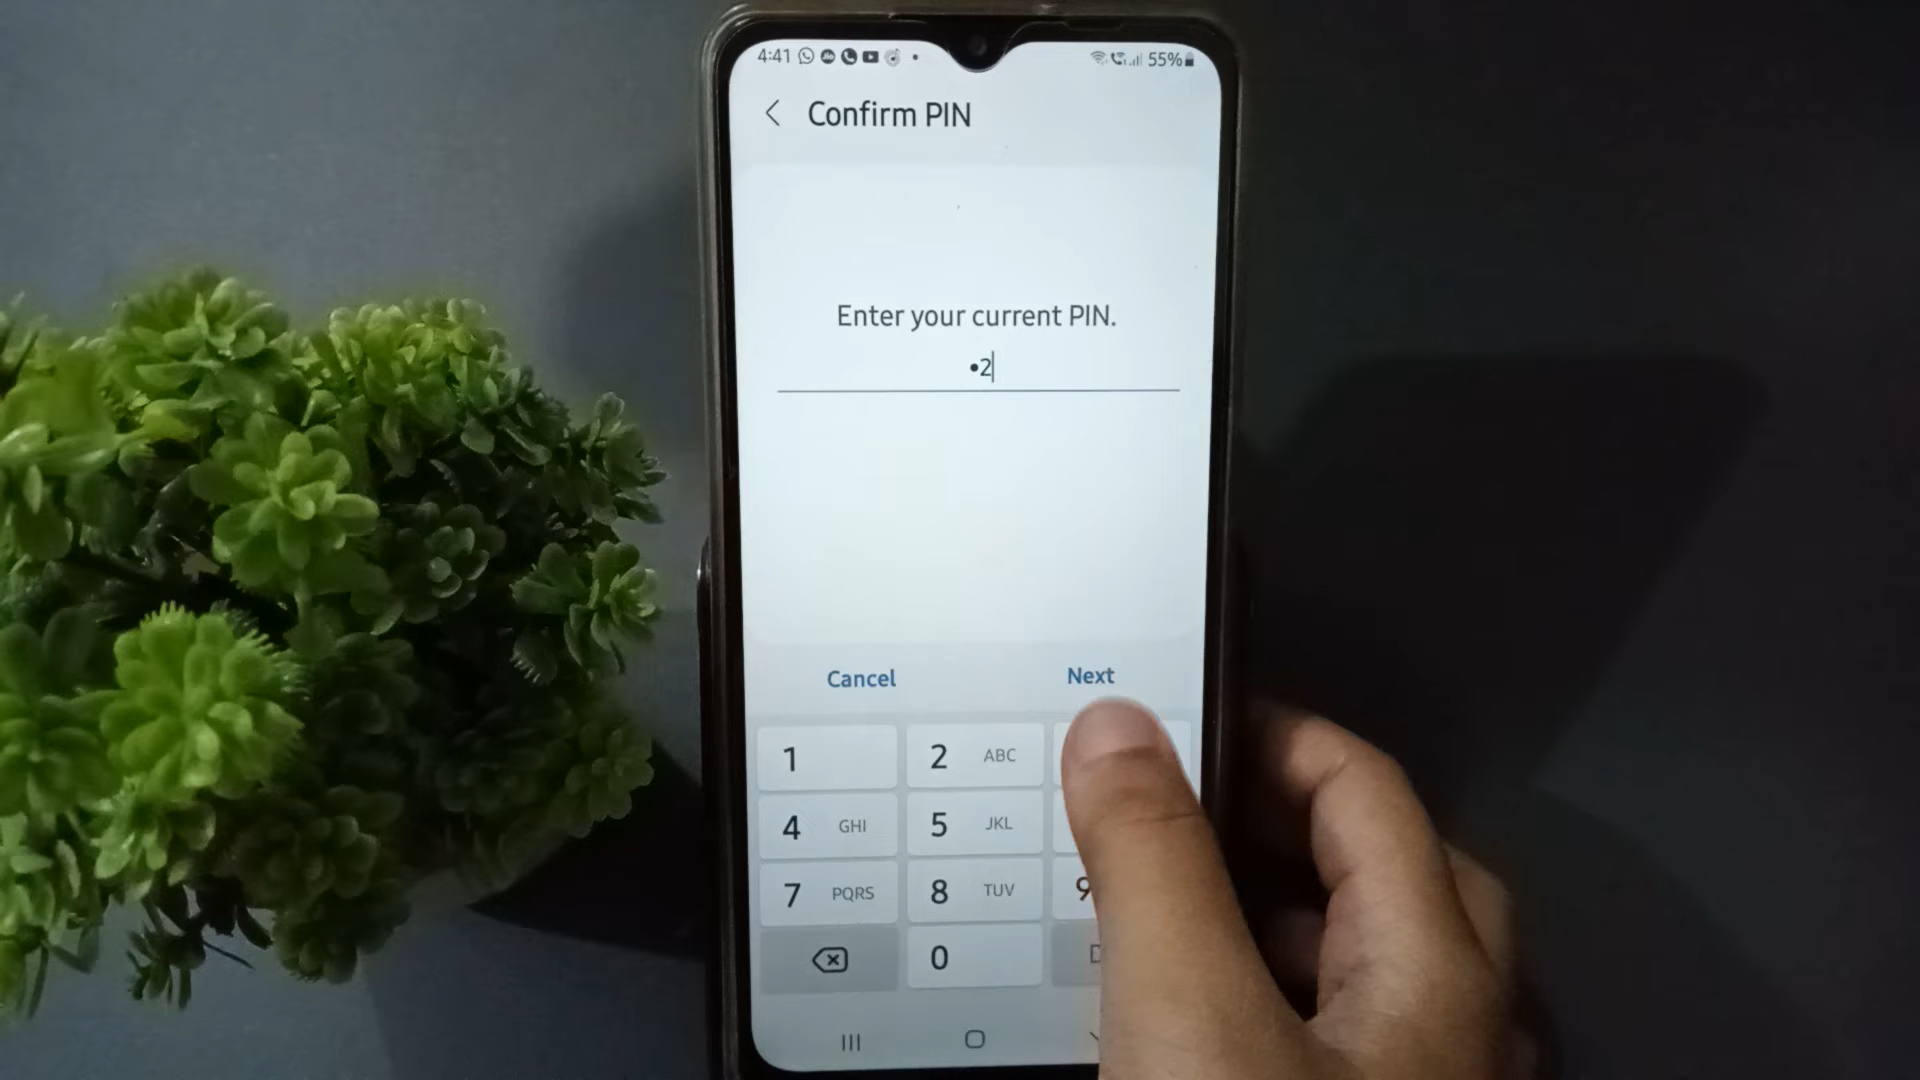 4:41 55%
Confirm PIN
Enter your current PIN.
•2
Cancel Next
1 2 ABC
4 GHI 5 JKL
7 PQRS 8 TUV 9
0